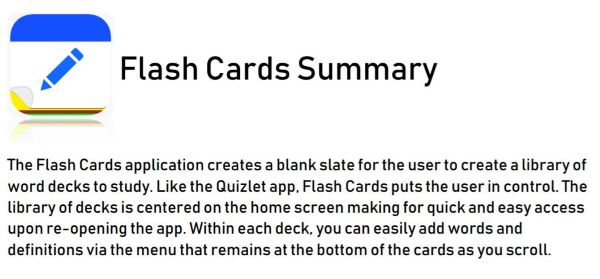 Flash Cards Summary
The Flash Cards application creates a blank slate for the user to create a library of
word decks to study. Like the Quizlet app, Flash Cards puts the user in control. The
library of decks is centered on the home screen making for quick and easy access
upon re-opening the app. Within each deck, you can easily add words and
definitions via the menu that remains at the bottom of the cards as you scroll.